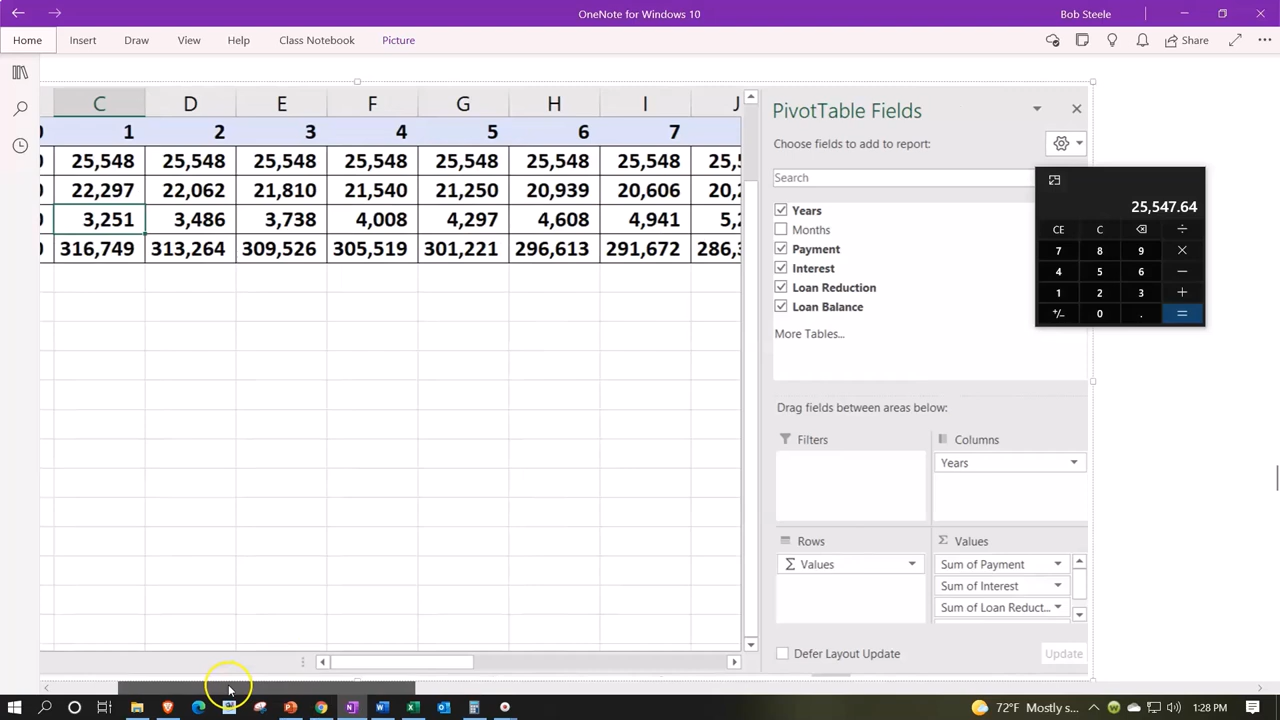 OneNote for Windows 10
Bob Steele
Home Insert Draw View Help Class Notebook Picture Share
C D E F G H I J
0 1 2 3 4 5 6 7
25,548 25,548 25,548 25,548 25,548 25,548 25,548 25,5
0 22,297 22,062 21,810 21,540 21,250 20,939 20,606 20,2
0 3,251 3,486 3,738 4,008 4,297 4,608 4,941 5,2
0 316,749 313,264 309,526 305,519 301,221 296,613 291,672 286,3
PivotTable Fields
Choose fields to add to report:
Search
Years
Months
Payment
Interest
Loan Reduction
Loan Balance
More Tables...
Drag fields between areas below:
Filters
Columns
Years
Rows
Σ Values
Σ Values
Sum of Payment
Sum of Interest
Sum of Loan Reduct...
Defer Layout Update
Update
25,547.64
CE C ÷
7 8 9 ×
4 5 6 −
1 2 3 +
+/− 0 . =
72°F Mostly s...
1:28 PM